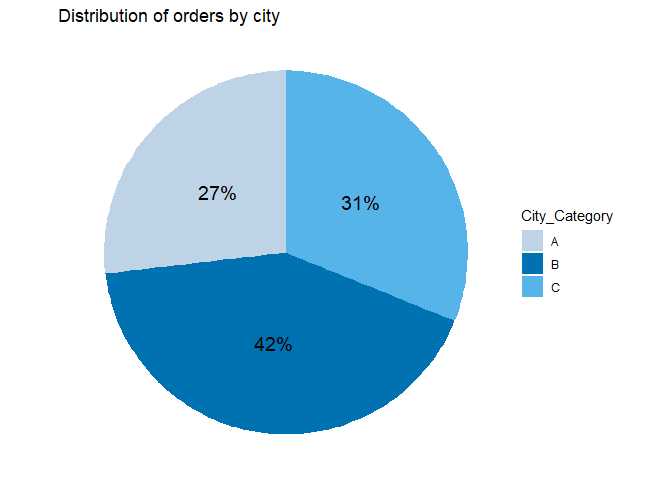 Distribution of orders by city
27%
31%
42%
City_Category
A
B
C